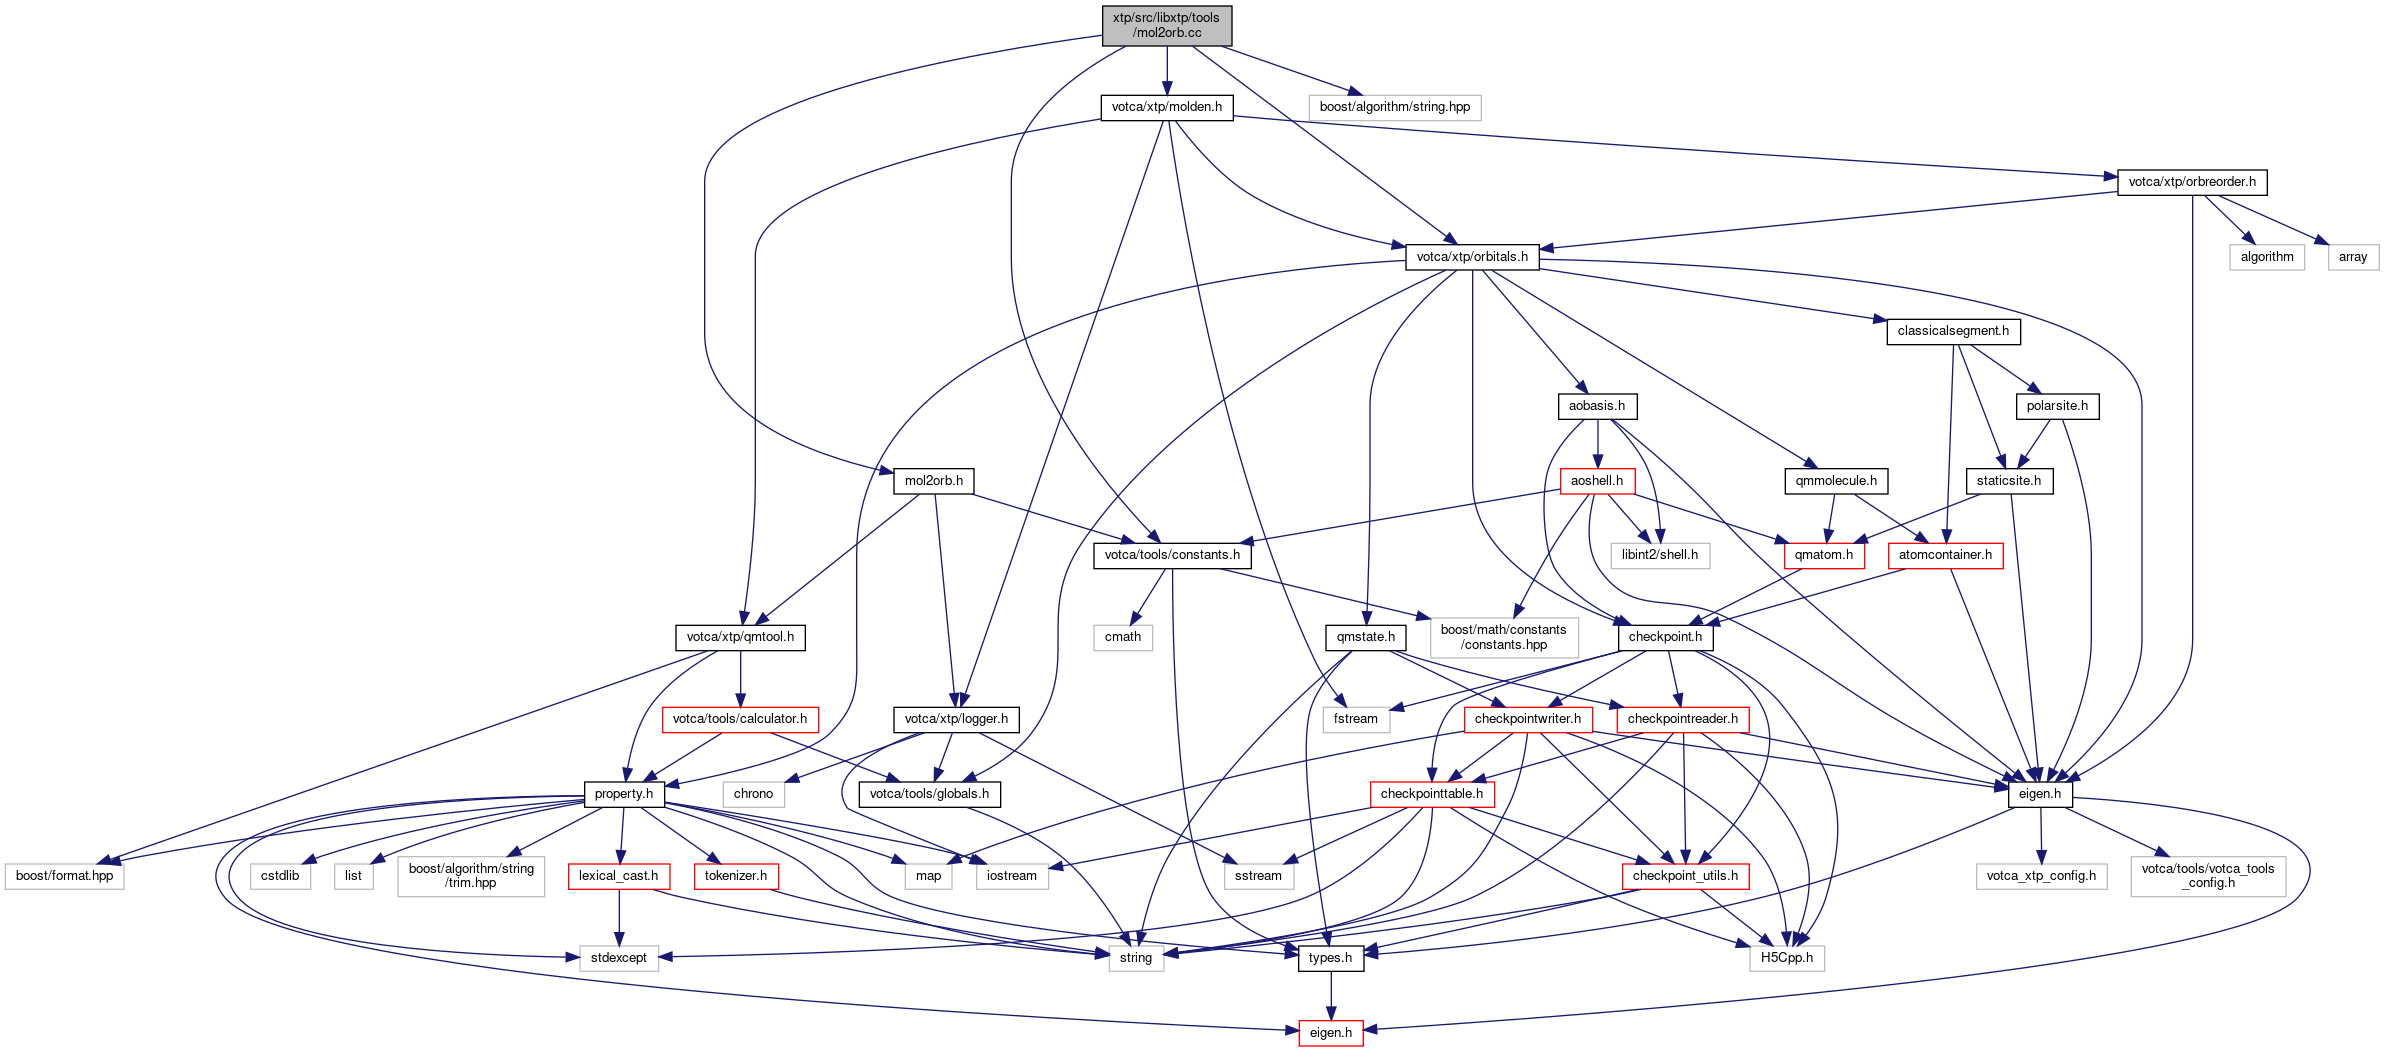 xtp/src/libxtp/tools
/mol2orb.cc
votca/xtp/molden.h
boost/algorithm/string.hpp
votca/xtp/orbreorder.h
votca/xtp/orbitals.h
algorithm
array
classicalsegment.h
aobasis.h
polarsite.h
mol2orb.h
aoshell.h
qmmolecule.h
staticsite.h
votca/tools/constants.h
libint2/shell.h
qmatom.h
atomcontainer.h
votca/xtp/qmtool.h
cmath
boost/math/constants
/constants.hpp
qmstate.h
checkpoint.h
votca/tools/calculator.h
votca/xtp/logger.h
fstream
checkpointwriter.h
checkpointreader.h
property.h
chrono
votca/tools/globals.h
checkpointtable.h
eigen.h
boost/format.hpp
cstdlib
list
boost/algorithm/string
/trim.hpp
lexical_cast.h
tokenizer.h
map
iostream
sstream
checkpoint_utils.h
votca_xtp_config.h
votca/tools/votca_tools
_config.h
stdexcept
string
types.h
H5Cpp.h
eigen.h